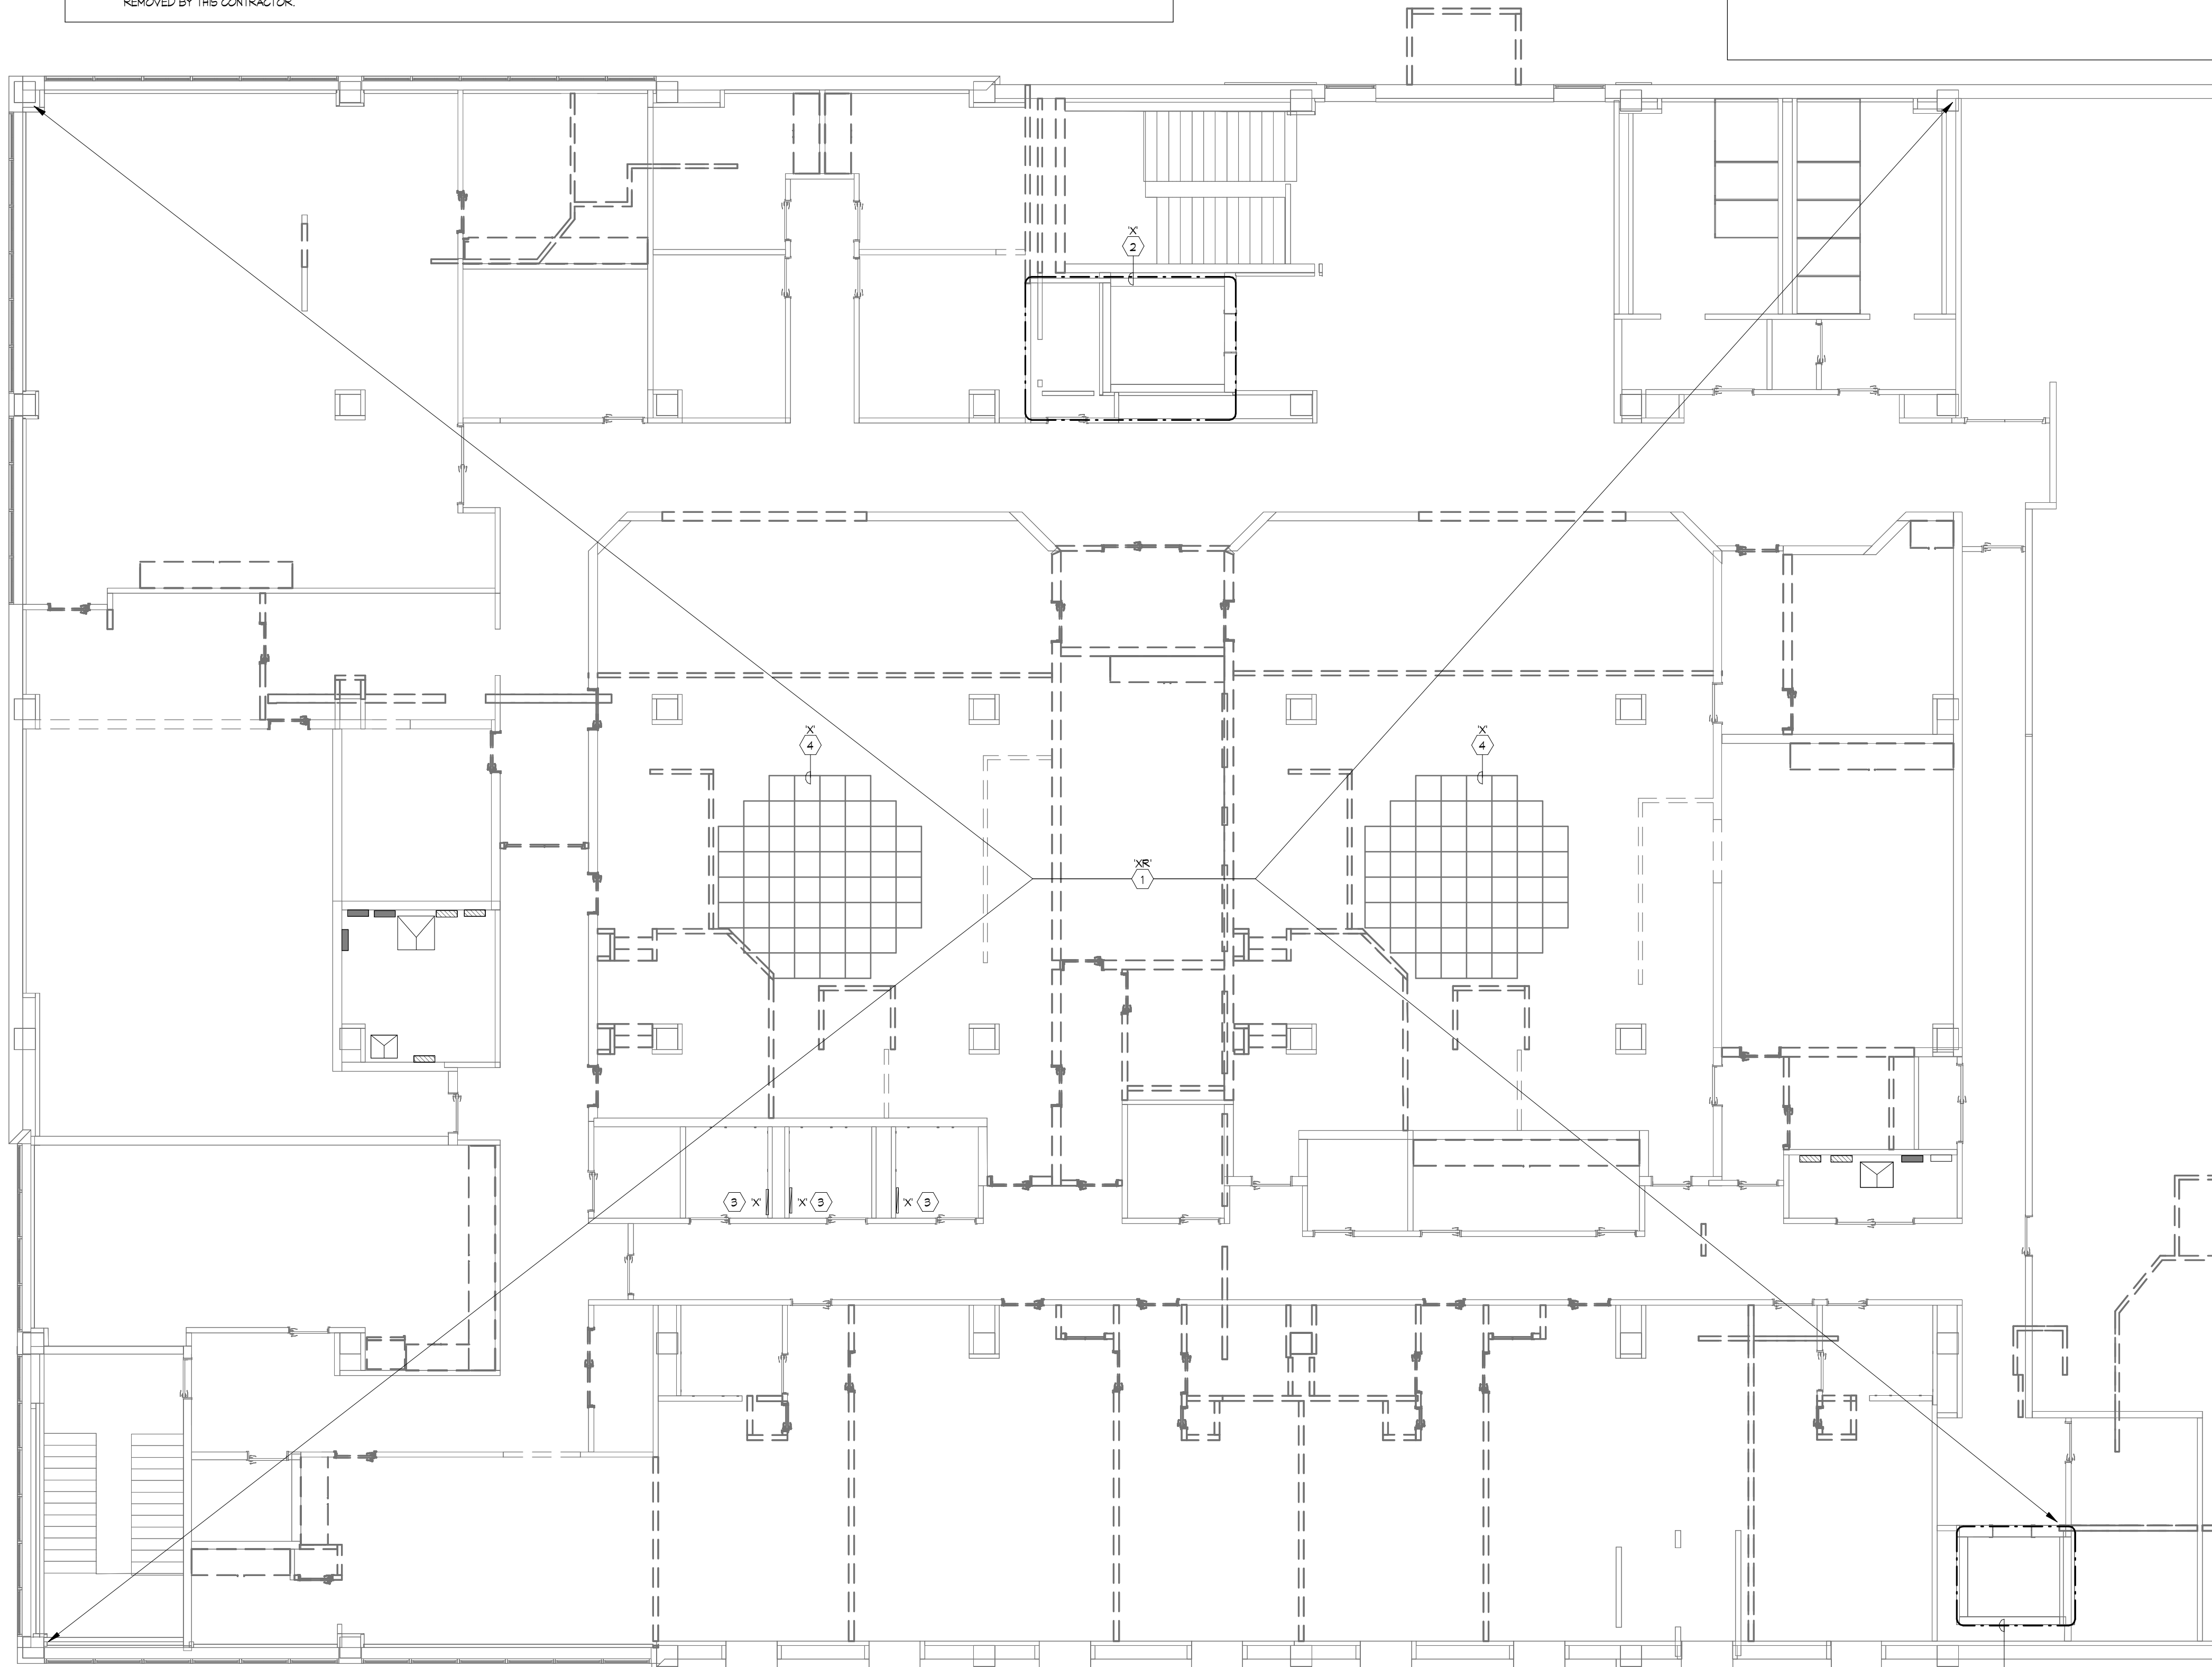 REMOVED BY THIS CONTRACTOR.
'X'
2
'X'
4
'X'
4
'XR'
1
3 'X'
'X' 3
'X' 3